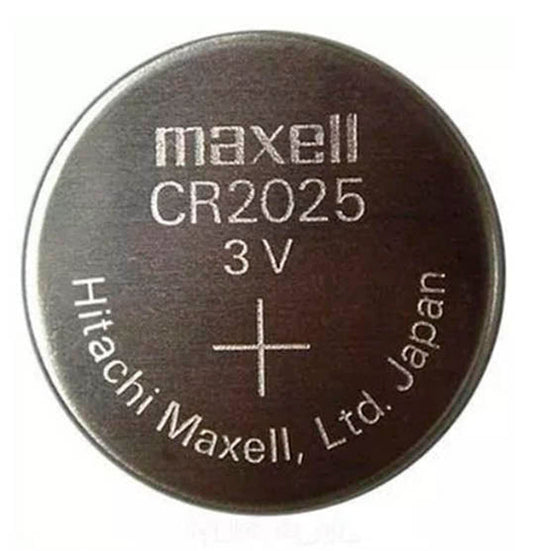 maxell
CR2025
3 V
+
Hitachi Maxell, Ltd. Japan